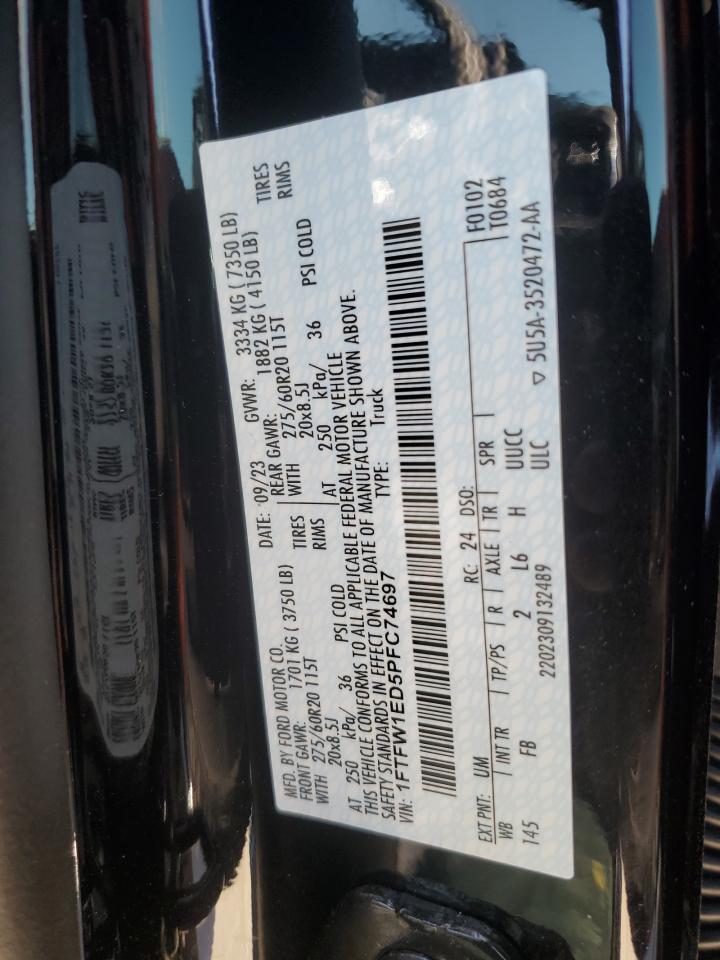 MFD. BY FORD MOTOR CO.
DATE: 09/23 GVWR: 3334 KG ( 7350 LB)
FRONT GAWR: 1701 KG ( 3750 LB) REAR GAWR: 1882 KG ( 4150 LB)
WITH 275/60R20 115T TIRES WITH 275/60R20 115T TIRES
20x8.5J RIMS 20x8.5J RIMS
AT 250 kPa/ 36 PSI COLD AT 250 kPa/ 36 PSI COLD
THIS VEHICLE CONFORMS TO ALL APPLICABLE FEDERAL MOTOR VEHICLE
SAFETY STANDARDS IN EFFECT ON THE DATE OF MANUFACTURE SHOWN ABOVE.
VIN: 1FTFW1ED5PFC74697 TYPE: Truck
F0102
T0684
EXT PNT: UM RC: 24 DSO:
WB INT TR TP/PS R AXLE TR SPR
145 FB 2 L6 H UUCC
2202309132489 ULC ▽ 5U5A-3520472-AA